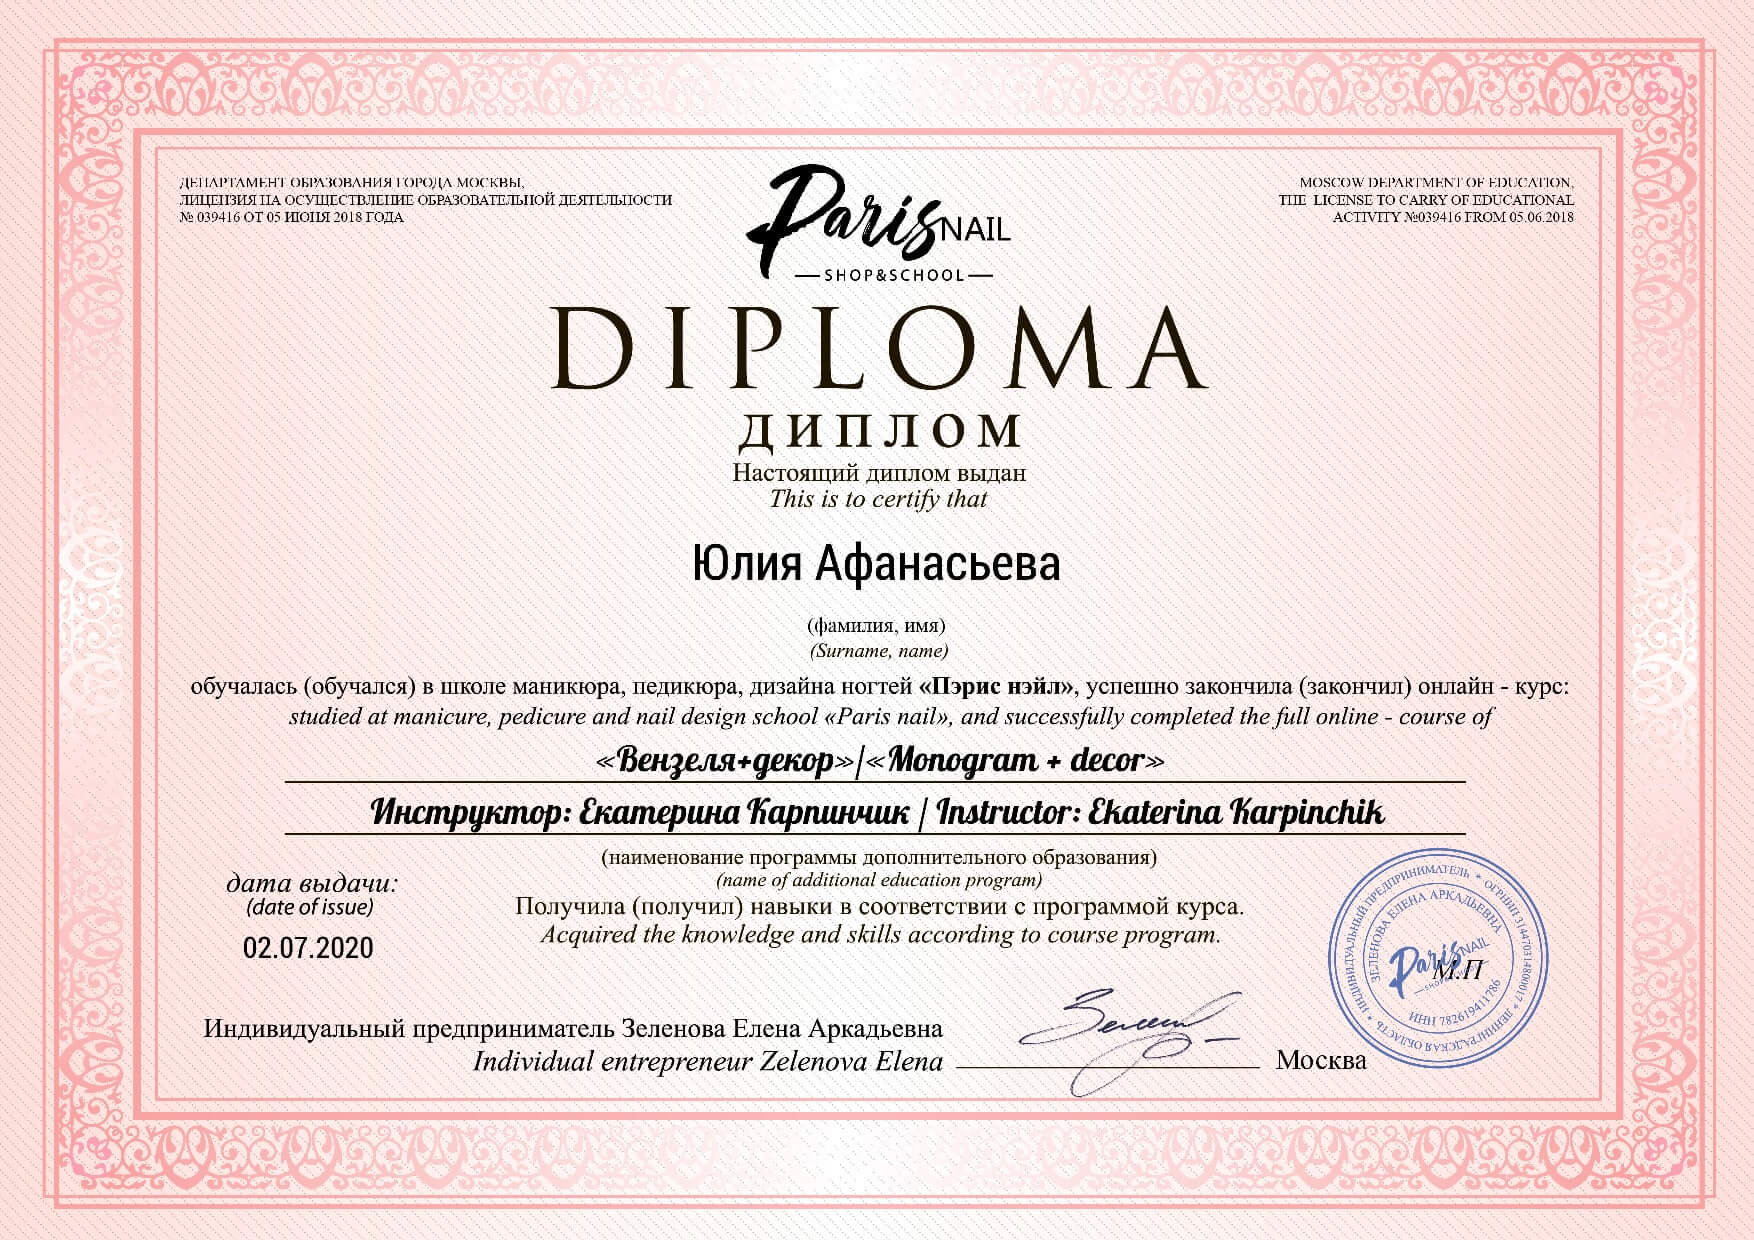 ДЕПАРТАМЕНТ ОБРАЗОВАНИЯ ГОРОДА МОСКВЫ,
ЛИЦЕНЗИЯ НА ОСУЩЕСТВЛЕНИЕ ОБРАЗОВАТЕЛЬНОЙ ДЕЯТЕЛЬНОСТИ
№ 039416 ОТ 05 ИЮНЯ 2018 ГОДА
Paris NAIL
SHOP&SCHOOL
MOSCOW DEPARTMENT OF EDUCATION,
THE LICENSE TO CARRY OF EDUCATIONAL
ACTIVITY №039416 FROM 05.06.2018
DIPLOMA
ДИПЛОМ
Настоящий диплом выдан
This is to certify that
Юлия Афанасьева
(фамилия, имя)
(Surname, name)
обучалась (обучался) в школе маникюра, педикюра, дизайна ногтей «Пэрис нэйл», успешно закончила (закончил) онлайн - курс:
studied at manicure, pedicure and nail design school «Paris nail», and successfully completed the full online - course of
«Вензеля+декор»/«Monogram + decor»
Инструктор: Екатерина Карпинчик / Instructor: Ekaterina Karpinchik
(наименование программы дополнительного образования)
(name of additional education program)
дата выдачи:
(date of issue)
02.07.2020
Получила (получил) навыки в соответствии с программой курса.
Acquired the knowledge and skills according to course program.
Индивидуальный предприниматель Зеленова Елена Аркадьевна
Individual entrepreneur Zelenova Elena
Москва
ИНДИВИДУАЛЬНЫЙ ПРЕДПРИНИМАТЕЛЬ * ОГРНИП 314470314800017 * ЛЕНИНГРАДСКАЯ ОБЛАСТЬ *
ЗЕЛЕНОВА ЕЛЕНА АРКАДЬЕВНА
Paris NAIL
SHOP&SCHOOL
М.П
ИНН 782619411786